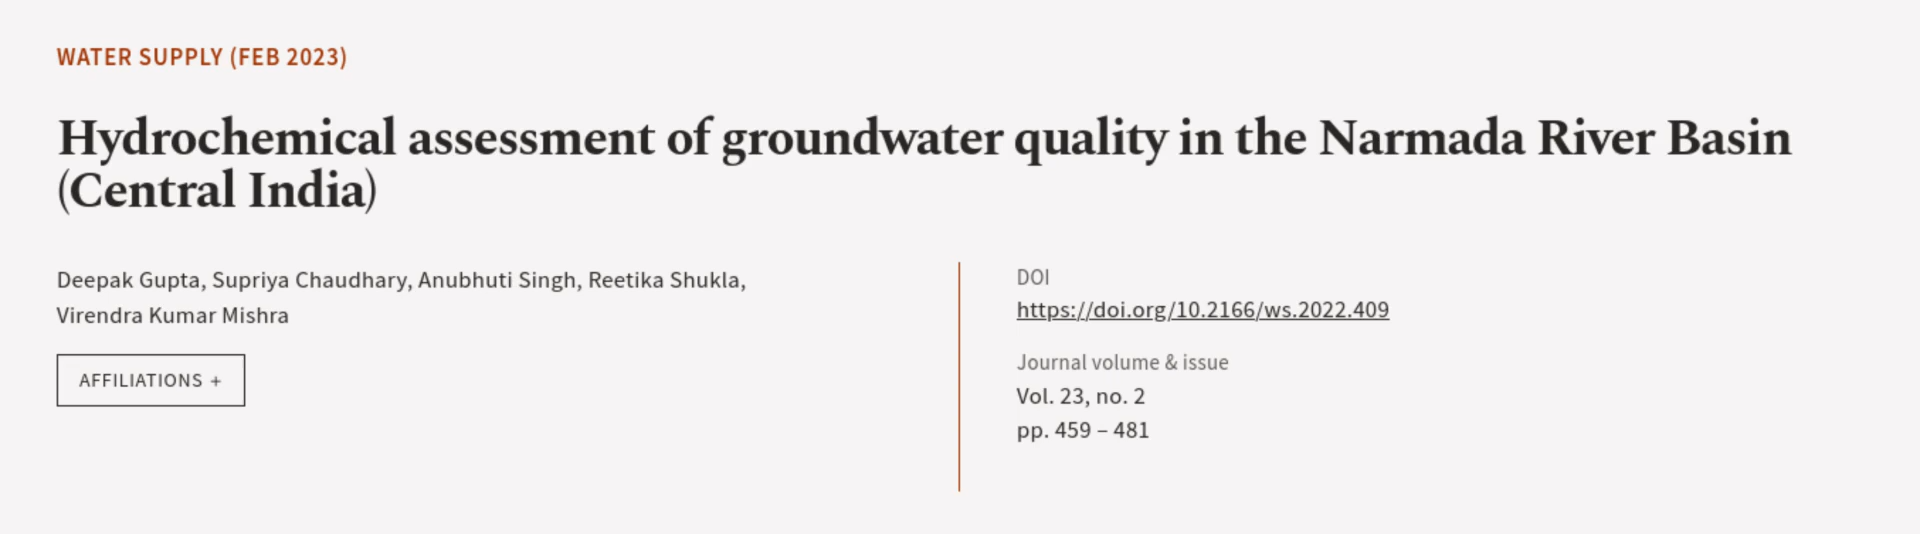 WATER SUPPLY (FEB 2023)
Hydrochemical assessment of groundwater quality in the Narmada River Basin
(Central India)
Deepak Gupta, Supriya Chaudhary, Anubhuti Singh, Reetika Shukla,
Virendra Kumar Mishra
AFFILIATIONS +
DOI
https://doi.org/10.2166/ws.2022.409
Journal volume & issue
Vol. 23, no. 2
pp. 459 – 481